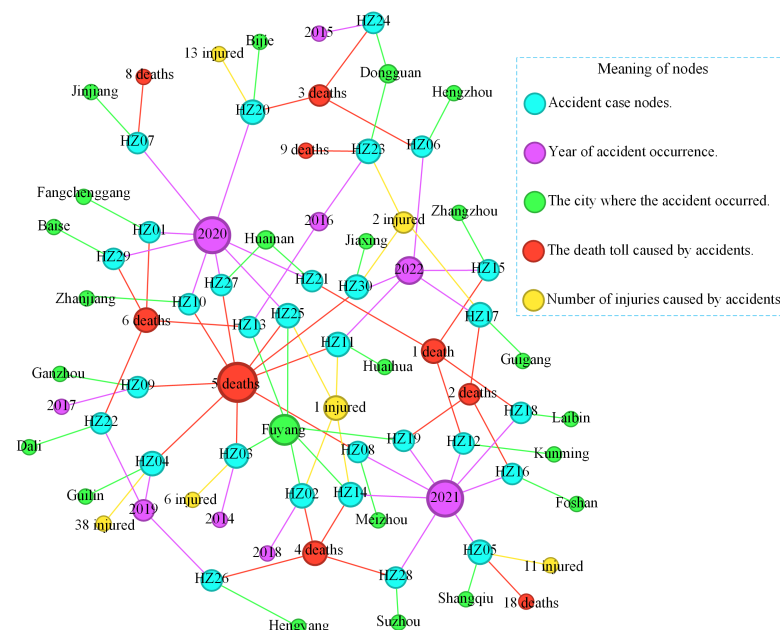 HZ24
2015
Bijie
13 injured
8 deaths
Dongguan
Jinjiang
3 deaths
Hengzhou
HZ20
HZ07
HZ06
9 deaths
HZ23
Fangchenggang
Zhangzhou
2 injured
2016
Baise
HZ01
2020
Huainan
Jiaxing
HZ29
2022
HZ15
HZ27
HZ21
HZ30
Zhanjiang
HZ10
HZ25
HZ17
6 deaths
HZ13
HZ11
1 death
Guigang
Huaihua
Ganzhou
HZ09
5 deaths
2 deaths
2017
1 injured
HZ18
Laibin
HZ22
Fuyang
HZ19
HZ12
Dali
HZ03
HZ08
Kunming
HZ04
HZ16
Guilin
6 injured
HZ02
HZ14
2021
Foshan
2019
38 injured
2014
Meizhou
2018
4 deaths
HZ05
11 injured
HZ26
HZ28
Shangqiu
18 deaths
Suzhou
Hengyang
Meaning of nodes
Accident case nodes.
Year of accident occurrence.
The city where the accident occurred.
The death toll caused by accidents.
Number of injuries caused by accidents